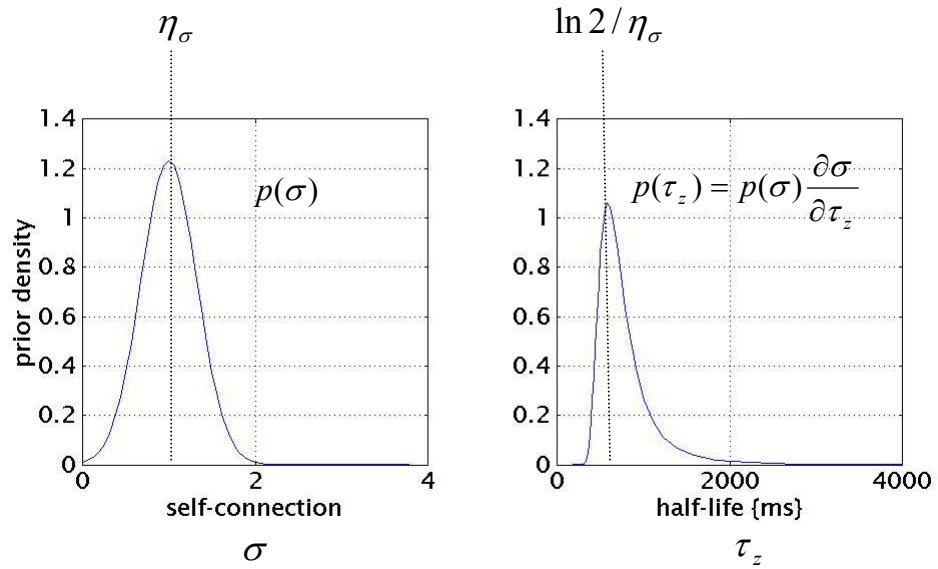 η_σ
1.4
1.2
1
0.8
0.6
0.4
0.2
0
prior density
p(σ)
0 2 4
self-connection
σ
ln 2 / η_σ
1.4
1.2
1
0.8
0.6
0.4
0.2
0
p(τ_z) = p(σ) ∂σ/∂τ_z
0 2000 4000
half-life {ms}
τ_z